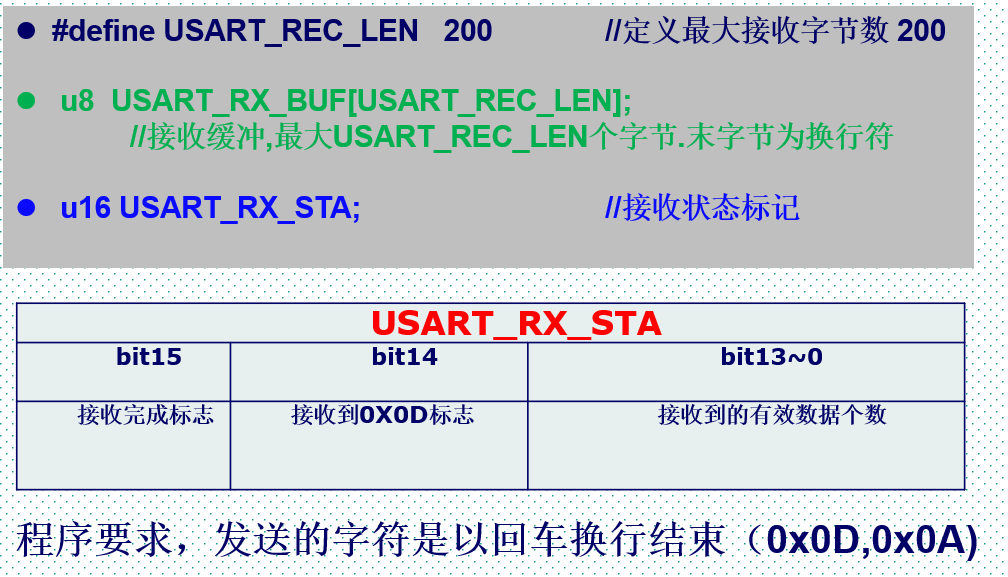 #define USART_REC_LEN 200 //定义最大接收字节数 200
u8 USART_RX_BUF[USART_REC_LEN];
//接收缓冲,最大USART_REC_LEN个字节.末字节为换行符
u16 USART_RX_STA; //接收状态标记
USART_RX_STA
bit15 bit14 bit13~0
接收完成标志 接收到0X0D标志 接收到的有效数据个数
程序要求，发送的字符是以回车换行结束（0x0D,0x0A)